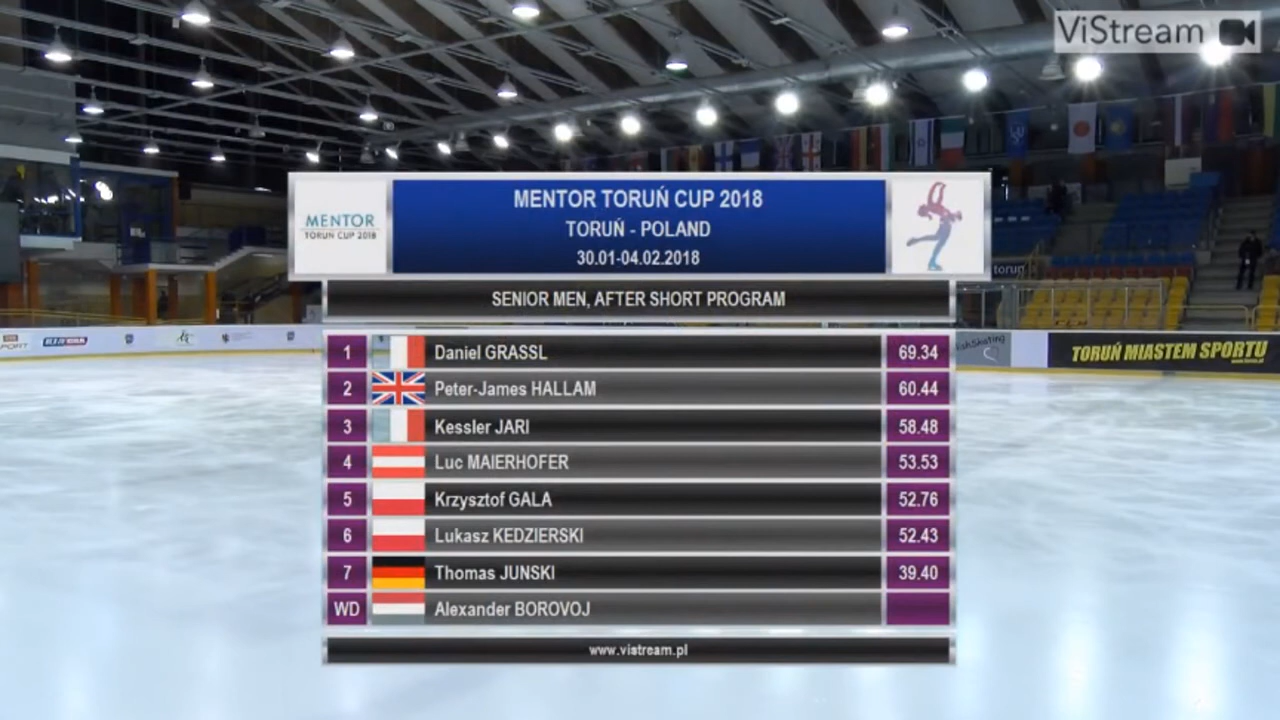 ViStream
MENTOR TORUŃ CUP 2018
TORUŃ - POLAND
30.01-04.02.2018
MENTOR
TORUŃ CUP 2018
SENIOR MEN, AFTER SHORT PROGRAM
1 Daniel GRASSL 69.34
2 Peter-James HALLAM 60.44
3 Kessler JARI 58.48
4 Luc MAIERHOFER 53.53
5 Krzysztof GALA 52.76
6 Lukasz KEDZIERSKI 52.43
7 Thomas JUNSKI 39.40
WD Alexander BOROVOJ
www.vistream.pl
torun
TORUŃ MIASTEM SPORTU